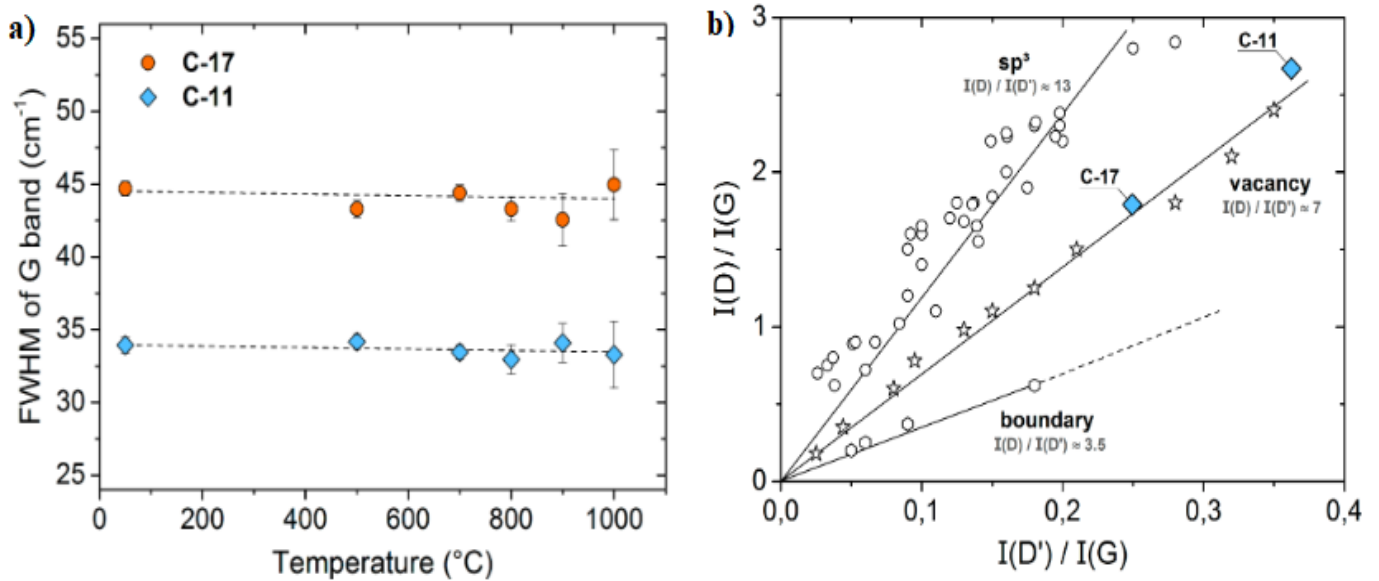 a)
C-17
C-11
FWHM of G band (cm⁻¹)
55
50
45
40
35
30
25
0
200
400
600
800
1000
Temperature (°C)
b)
I(D) / I(G)
3
2
1
0
sp³
I(D) / I(D') ≈ 13
C-11
C-17
vacancy
I(D) / I(D') ≈ 7
boundary
I(D) / I(D') ≈ 3.5
0,0
0,1
0,2
0,3
0,4
I(D') / I(G)